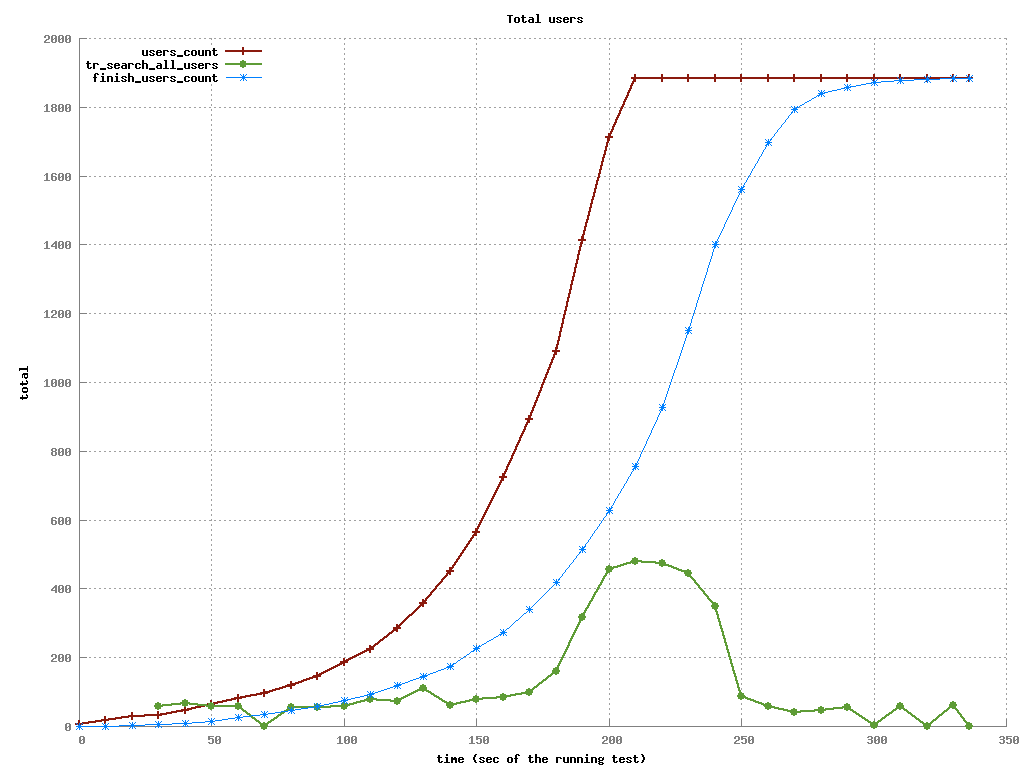 Total users
users_count
tr_search_all_users
finish_users_count
2000
1800
1600
1400
1200
1000
800
600
400
200
0
total
0 50 100 150 200 250 300 350
time (sec of the running test)